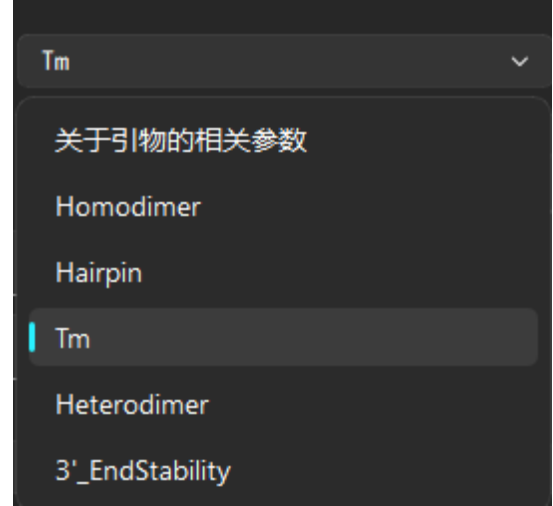 Tm
关于引物的相关参数
Homodimer
Hairpin
Tm
Heterodimer
3'_EndStability